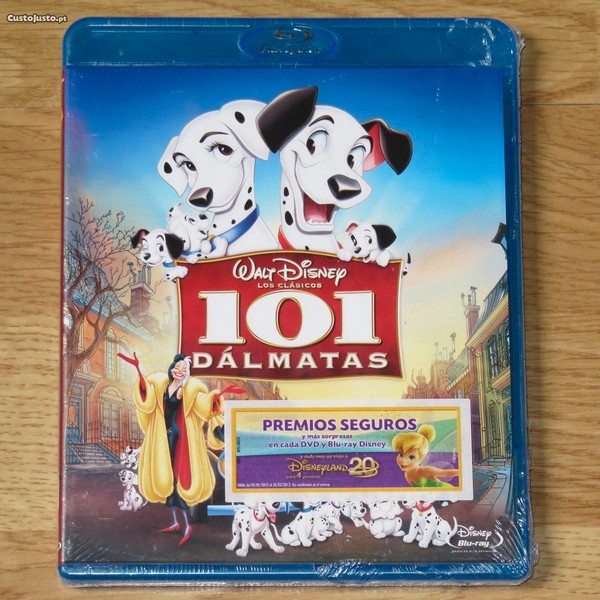 CustoJusto.pt
WALT DISNEY
LOS CLÁSICOS
101
DÁLMATAS
PREMIOS SEGUROS
y más sorpresas
en cada DVD y Blu-ray Disney
DISNEYLAND
20
DISNEY
Blu-ray